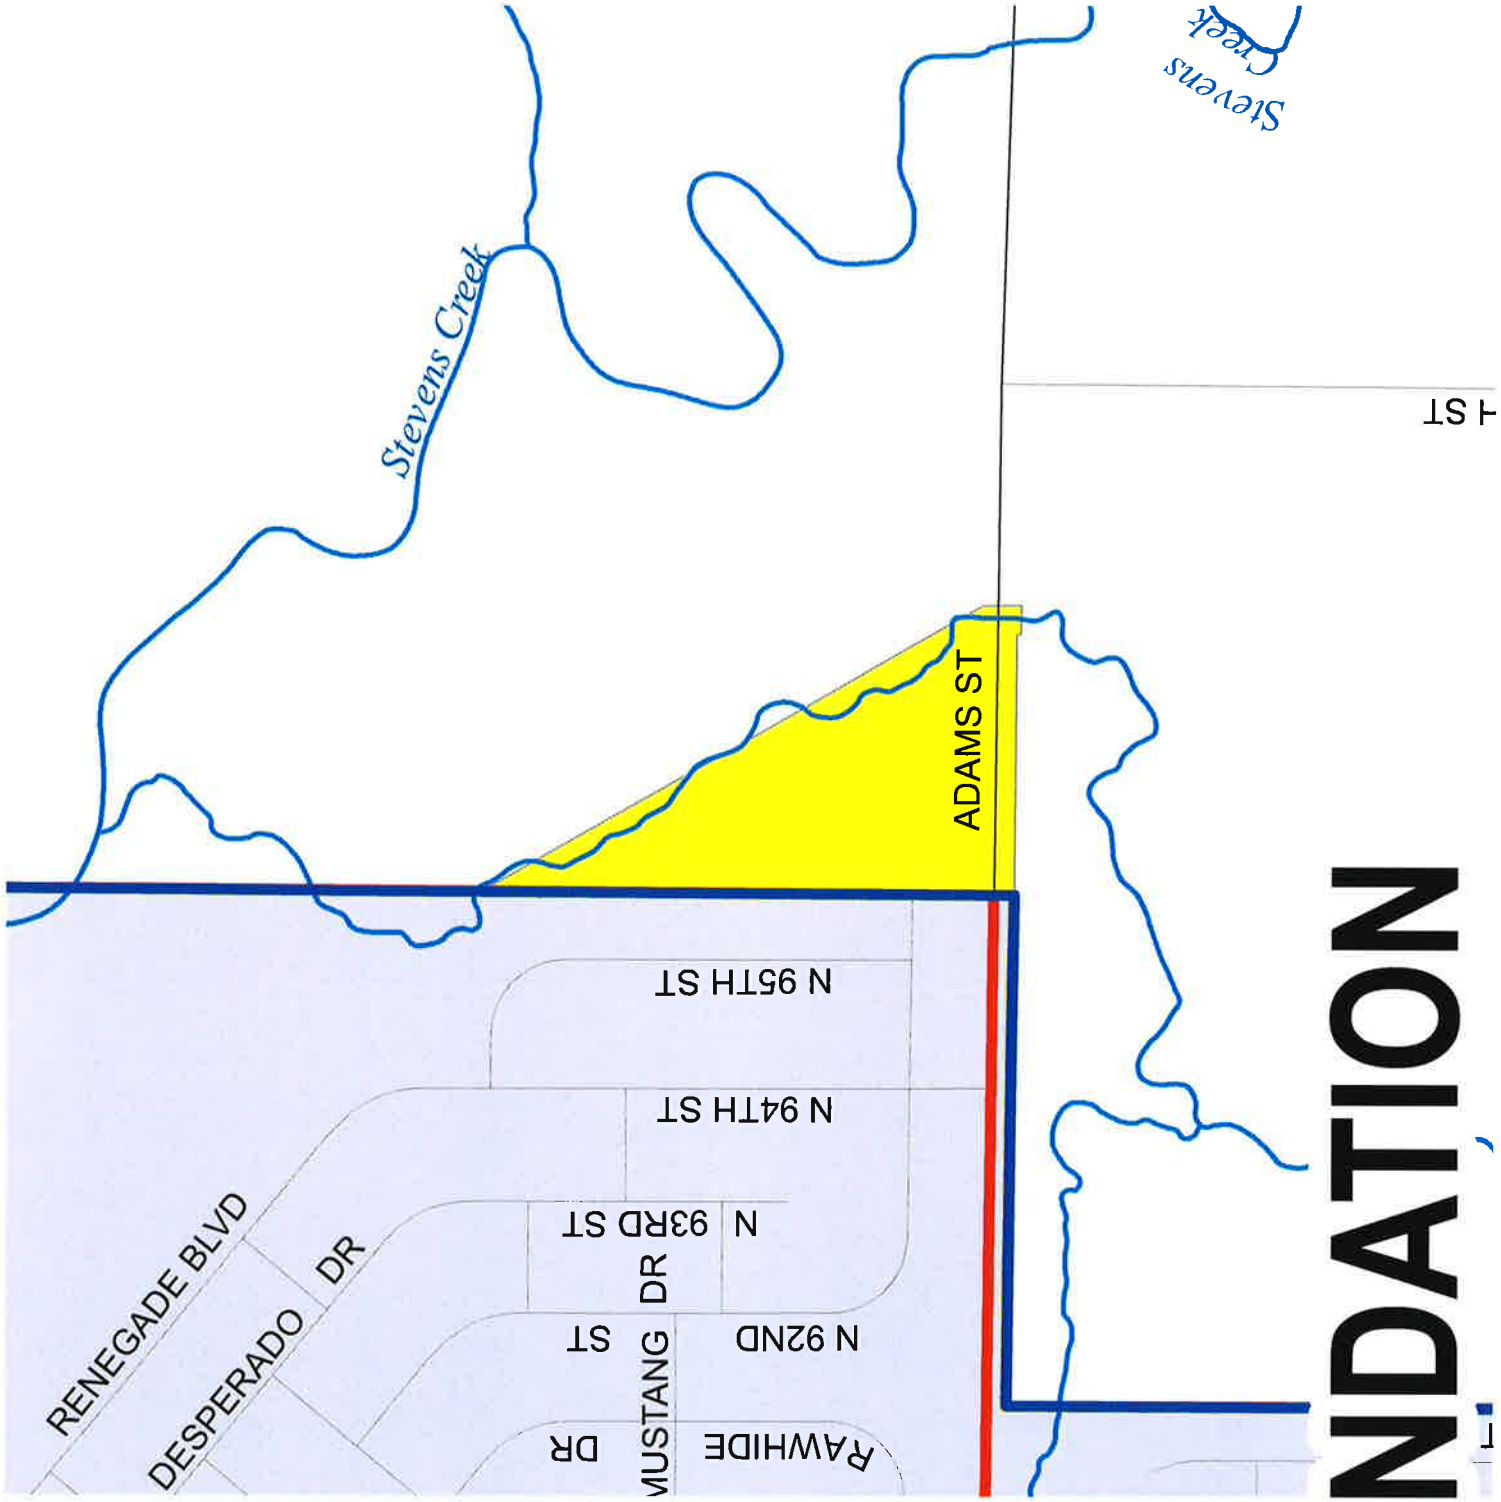 Stevens
Creek
Stevens Creek
H ST
ADAMS ST
N 95TH ST
N 94TH ST
N 93RD ST
RENEGADE BLVD
DESPERADO DR
MUSTANG DR
N 92ND ST
RAWHIDE DR
NDATION